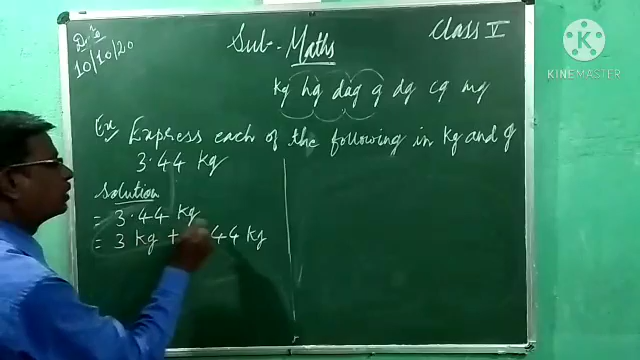 Date
10/10/20
Sub- Maths
Class V
kg hg dag g dg cg mg
Ex Express each of the following in kg and g
3.44 kg
Solution
= 3.44 kg
= 3 kg + 44 kg
KINEMASTER